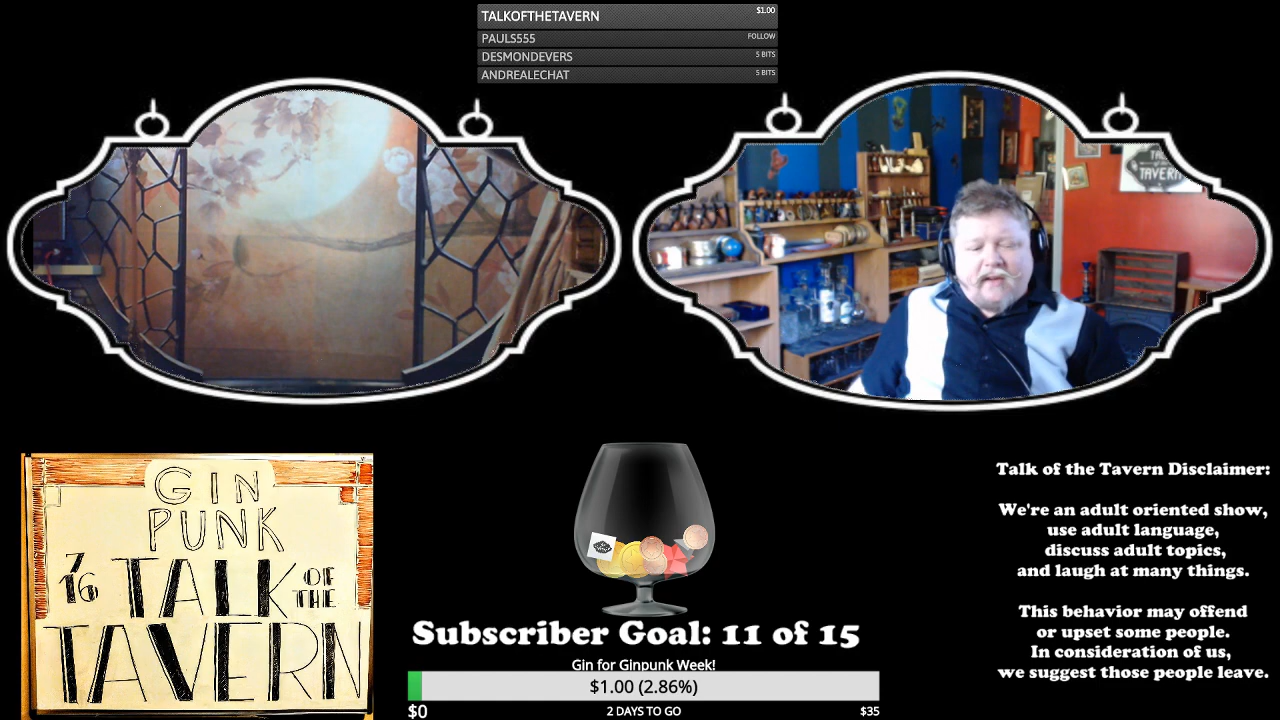 TALKOFTHETAVERN $1.00
PAULS555 FOLLOW
DESMONDEVERS 5 BITS
ANDREALECHAT 5 BITS
TAVERN
GIN
PUNK
76 TALK OF THE
TAVERN
Subscriber Goal: 11 of 15
Gin for Ginpunk Week!
$1.00 (2.86%)
$0 2 DAYS TO GO $35
Talk of the Tavern Disclaimer:
We're an adult oriented show,
use adult language,
discuss adult topics,
and laugh at many things.
This behavior may offend
or upset some people.
In consideration of us,
we suggest those people leave.